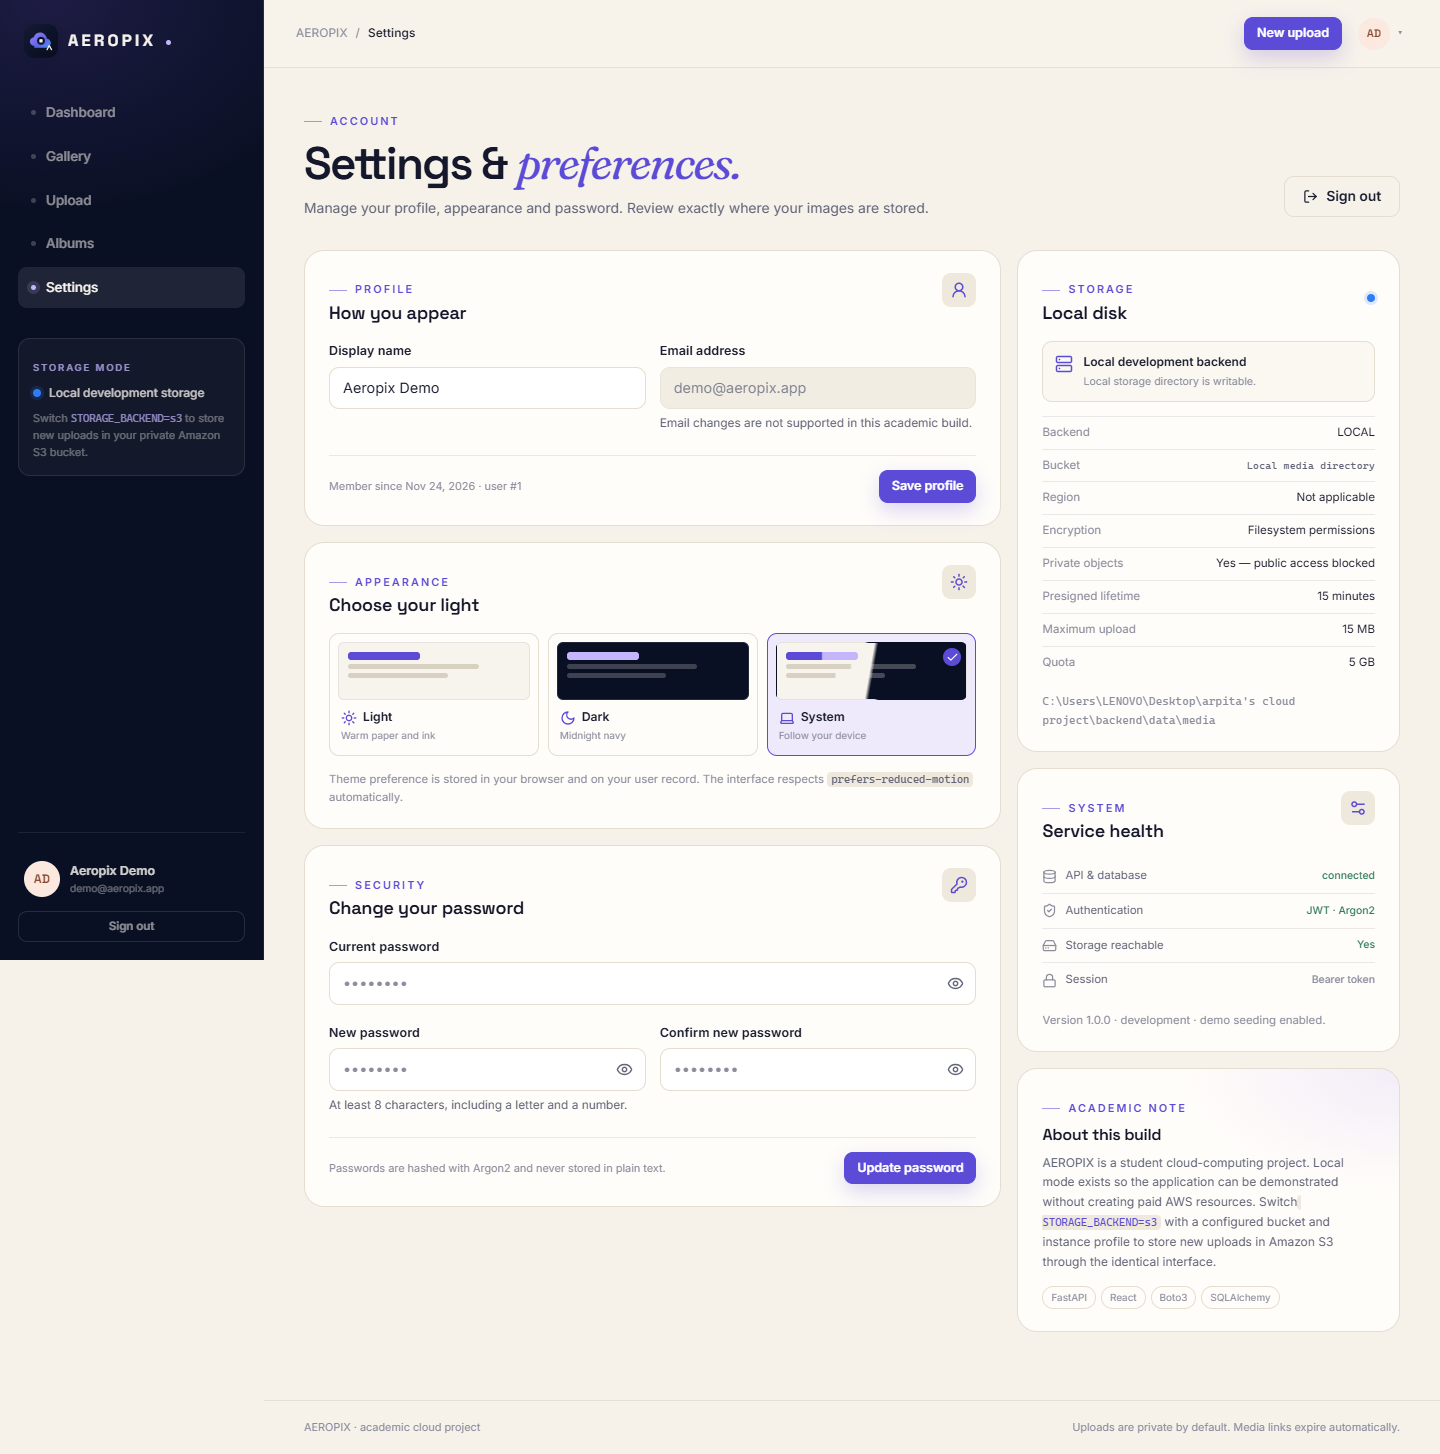 AEROPIX
Dashboard
Gallery
Upload
Albums
Settings
STORAGE MODE
Local development storage
Switch STORAGE_BACKEND=s3 to store
new uploads in your private Amazon
S3 bucket.
AD
Aeropix Demo
demo@aeropix.app
Sign out
AEROPIX / Settings
New upload
AD
ACCOUNT
Settings & preferences.
Manage your profile, appearance and password. Review exactly where your images are stored.
Sign out
PROFILE
How you appear
Display name
Aeropix Demo
Email address
demo@aeropix.app
Email changes are not supported in this academic build.
Member since Nov 24, 2026 · user #1
Save profile
APPEARANCE
Choose your light
Light
Warm paper and ink
Dark
Midnight navy
System
Follow your device
Theme preference is stored in your browser and on your user record. The interface respects prefers-reduced-motion
automatically.
SECURITY
Change your password
Current password
••••••••
New password
••••••••
Confirm new password
••••••••
At least 8 characters, including a letter and a number.
Passwords are hashed with Argon2 and never stored in plain text.
Update password
STORAGE
Local disk
Local development backend
Local storage directory is writable.
Backend LOCAL
Bucket Local media directory
Region Not applicable
Encryption Filesystem permissions
Private objects Yes — public access blocked
Presigned lifetime 15 minutes
Maximum upload 15 MB
Quota 5 GB
C:\Users\LENOVO\Desktop\arpita's cloud
project\backend\data\media
SYSTEM
Service health
API & database connected
Authentication JWT · Argon2
Storage reachable Yes
Session Bearer token
Version 1.0.0 · development · demo seeding enabled.
ACADEMIC NOTE
About this build
AEROPIX is a student cloud-computing project. Local
mode exists so the application can be demonstrated
without creating paid AWS resources. Switch
STORAGE_BACKEND=s3 with a configured bucket and
instance profile to store new uploads in Amazon S3
through the identical interface.
FastAPI React Boto3 SQLAlchemy
AEROPIX · academic cloud project
Uploads are private by default. Media links expire automatically.